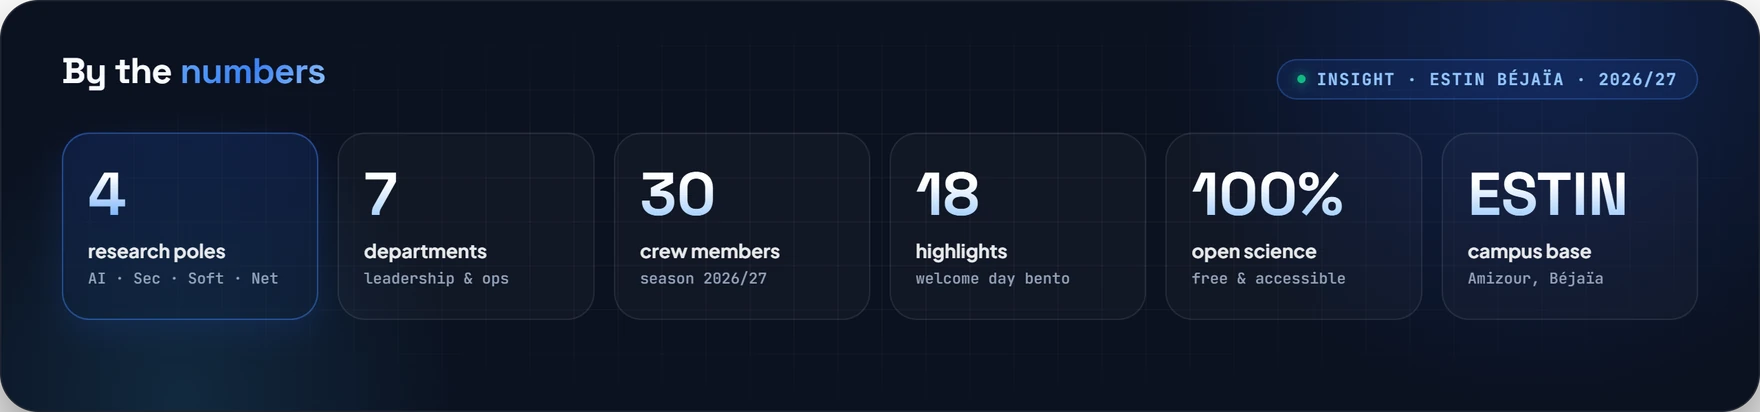 By the numbers
INSIGHT · ESTIN BÉJAÏA · 2026/27
4
research poles
AI · Sec · Soft · Net
7
departments
leadership & ops
30
crew members
season 2026/27
18
highlights
welcome day bento
100%
open science
free & accessible
ESTIN
campus base
Amizour, Béjaïa